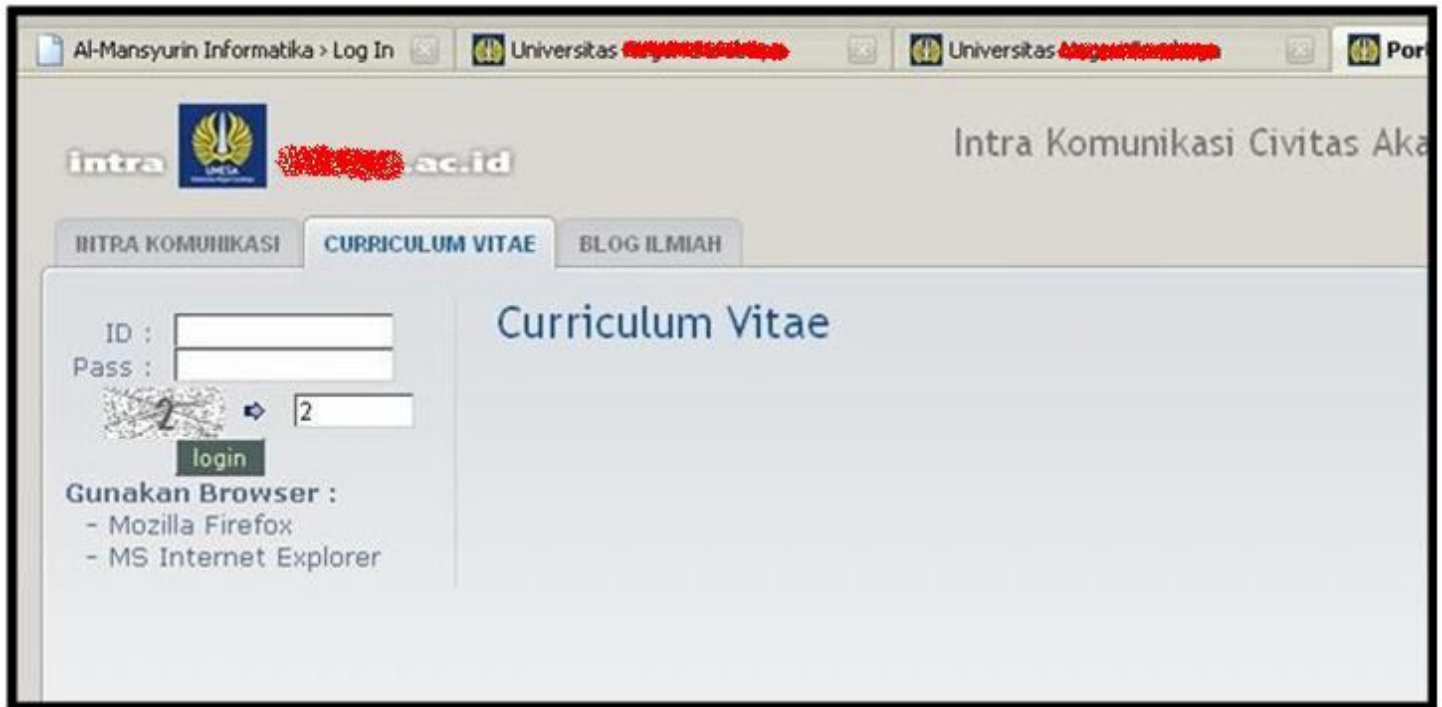 Al-Mansyurin Informatika > Log In
Universitas
Universitas
Por
intra
UNESA
.ac.id
Intra Komunikasi Civitas Aka
INTRA KOMUNIKASI
CURRICULUM VITAE
BLOG ILMIAH
ID :
Pass :
Curriculum Vitae
2
2
login
Gunakan Browser :
- Mozilla Firefox
- MS Internet Explorer